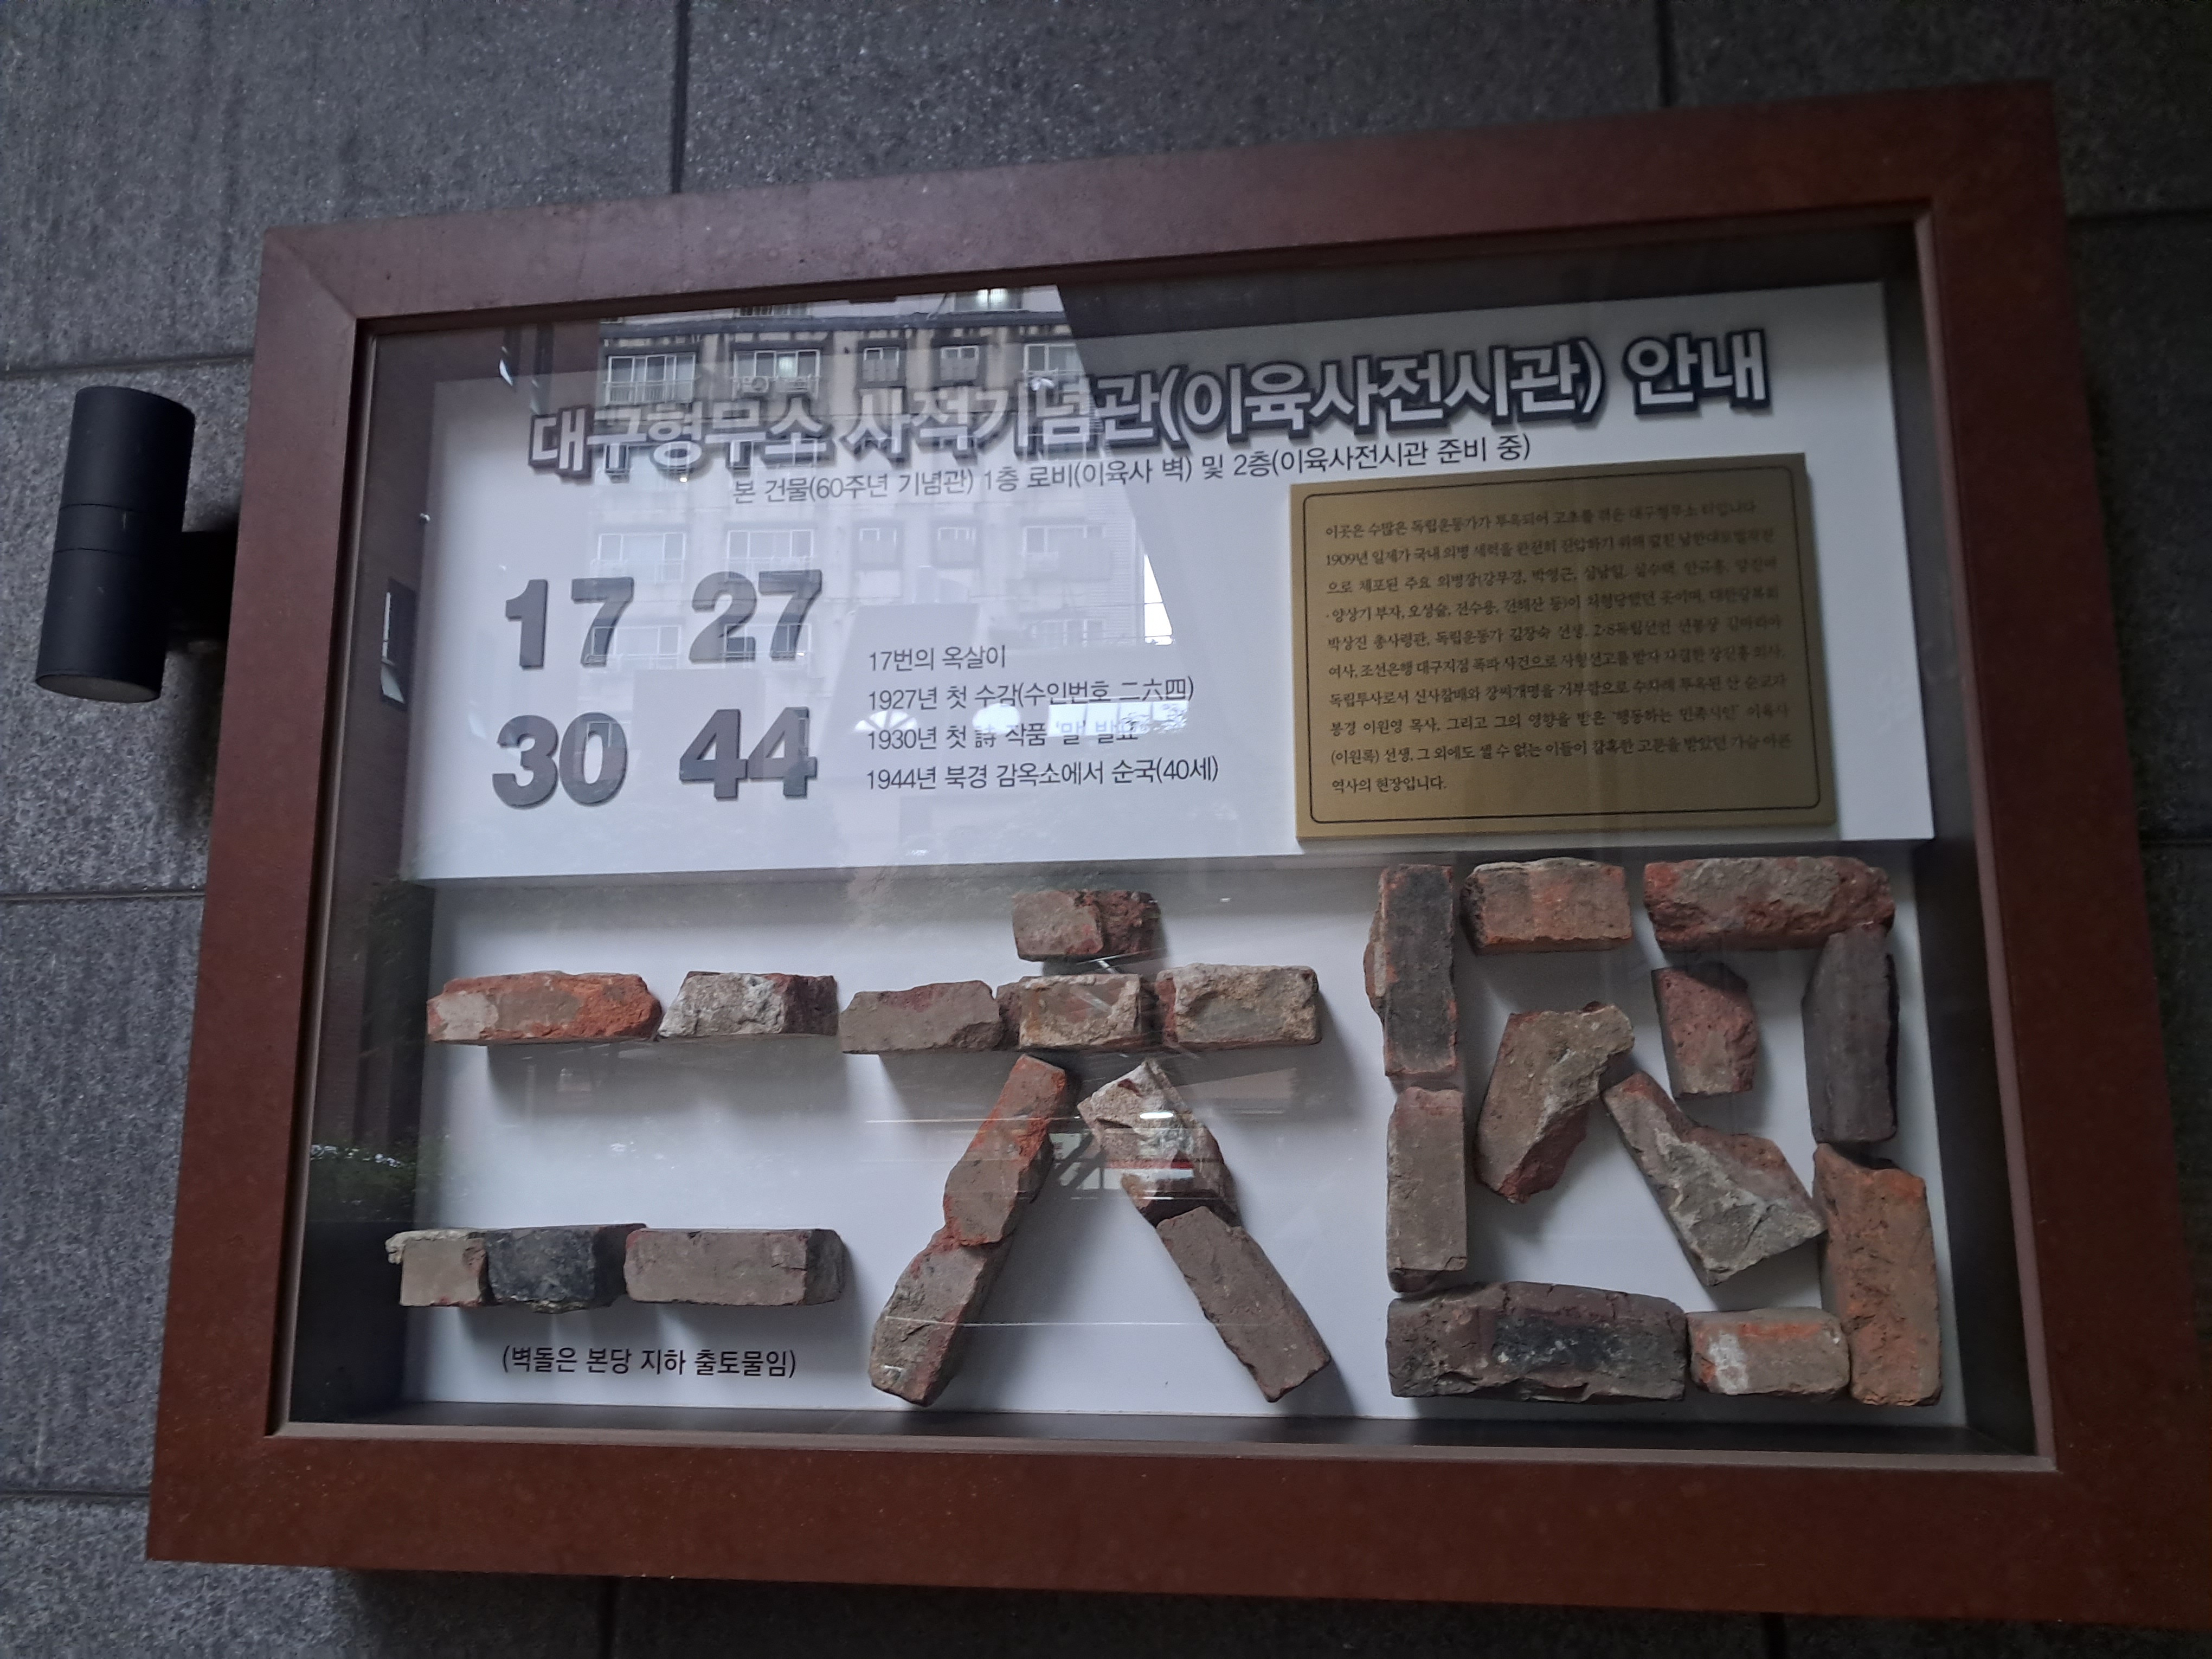 대구형무소 사적기념관(이육사전시관) 안내
본 건물(60주년 기념관) 1층 로비(이육사 벽) 및 2층(이육사전시관 준비 중)
17 27
30 44
17번의 옥살이
1927년 첫 수감(수인번호 二六四)
1930년 첫 詩 작품 '말' 발표
1944년 북경 감옥소에서 순국(40세)
이곳은 수많은 독립운동가가 투옥되어 고초를 겪은 대구형무소 터입니다
1909년 일제가 국내 의병 세력을 완전히 진압하기 위해 벌인 남한대토벌작전
으로 체포된 주요 의병장(강무경, 박영근, 심남일, 심수택, 안규홍, 양진여
·양상기 부자, 오성술, 전수용, 전해산 등)이 처형당했던 곳이며, 대한광복회
박상진 총사령관, 독립운동가 김창숙 선생, 2·8독립선언 선봉장 김마리아
여사, 조선은행 대구지점 폭파 사건으로 사형선고를 받자 자결한 장진홍 의사,
독립투사로서 신사참배와 창씨개명을 거부함으로 수차례 투옥된 산 순교자
봉경 이원영 목사, 그리고 그의 영향을 받은 '행동하는 민족시인' 이육사
(이원록) 선생, 그 외에도 셀 수 없는 이들이 참혹한 고문을 받았던 가슴 아픈
역사의 현장입니다.
二六四
(벽돌은 본당 지하 출토물임)